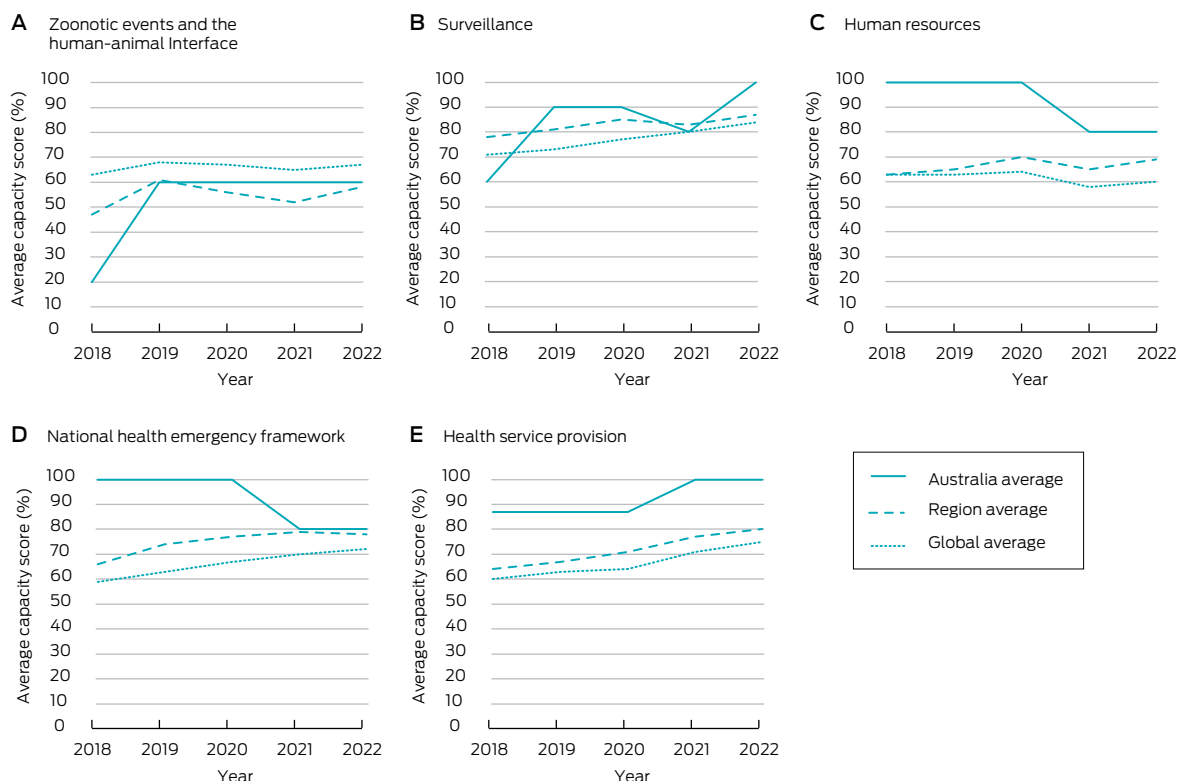 A Zoonotic events and the
human-animal Interface
Average capacity score (%)
100
90
80
70
60
50
40
30
20
10
0
2018 2019 2020 2021 2022
Year
B Surveillance
Average capacity score (%)
100
90
80
70
60
50
40
30
20
10
0
2018 2019 2020 2021 2022
Year
C Human resources
Average capacity score (%)
100
90
80
70
60
50
40
30
20
10
0
2018 2019 2020 2021 2022
Year
D National health emergency framework
Average capacity score (%)
100
90
80
70
60
50
40
30
20
10
0
2018 2019 2020 2021 2022
Year
E Health service provision
Average capacity score (%)
100
90
80
70
60
50
40
30
20
10
0
2018 2019 2020 2021 2022
Year
Australia average
Region average
Global average